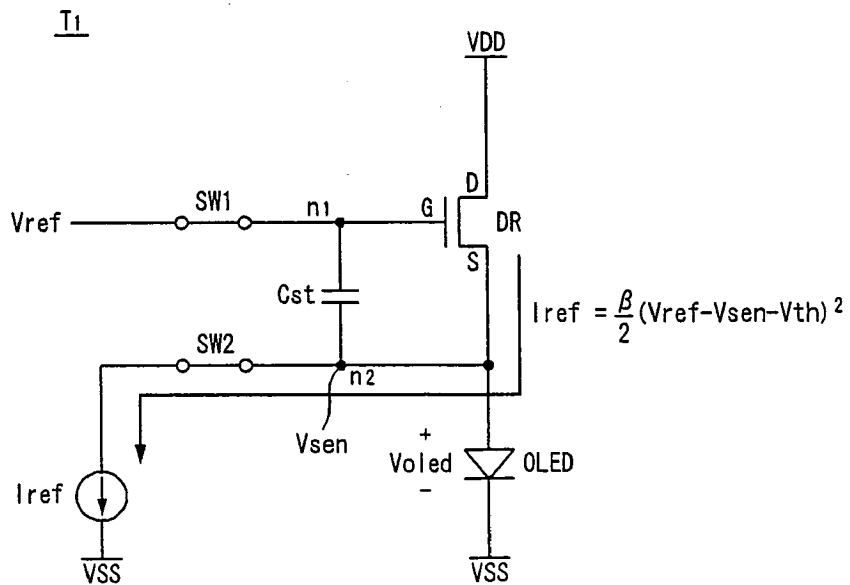 T1
VDD
D
SW1
n1
G
DR
Vref
S
Cst
Iref = β/2 (Vref-Vsen-Vth)²
SW2
n2
Vsen
+
Voled
OLED
-
Iref
VSS
VSS